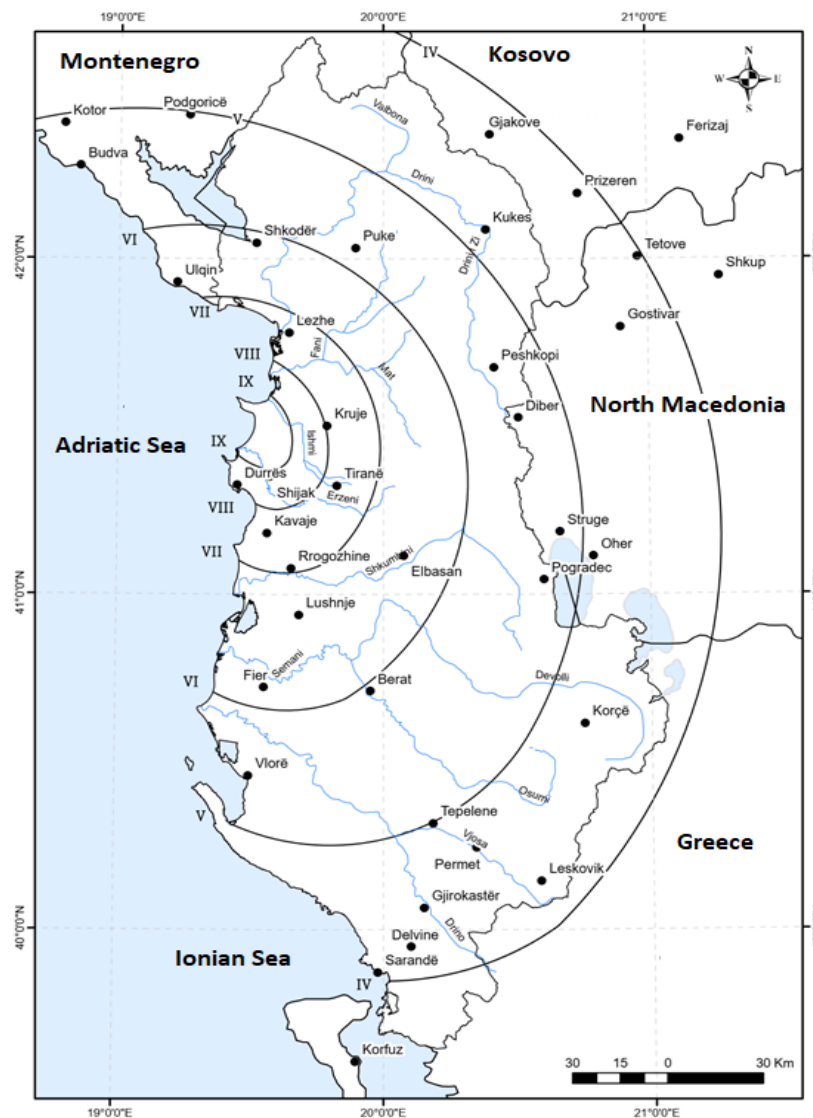 19°0'0"E
20°0'0"E
21°0'0"E
Montenegro
Kosovo
IV
N
W
E
S
Kotor
Podgoricë
V
Valbona
Gjakove
Ferizaj
Budva
Drini
Prizeren
Kukes
VI
Shkodër
Puke
Drini Zi
Tetove
Shkup
42°0'0"N
Ulqin
VII
Lezhe
Gostivar
Fani
VIII
Mat
Peshkopi
IX
Diber
North Macedonia
Kruje
Adriatic Sea
IX
Ishmi
Durrës
Tiranë
Shijak
Erzeni
VIII
Kavaje
Struge
VII
Oher
Rrogozhine
Shkumbini
Elbasan
Pogradec
41°0'0"N
Lushnje
Fier
Semani
VI
Berat
Devolli
Korçë
Vlorë
Osumi
V
Tepelene
Vjosa
Greece
Permet
Leskovik
Gjirokastër
Drino
40°0'0"N
Delvine
Ionian Sea
Sarandë
IV
Korfuz
30 15 0 30 Km
19°0'0"E
20°0'0"E
21°0'0"E